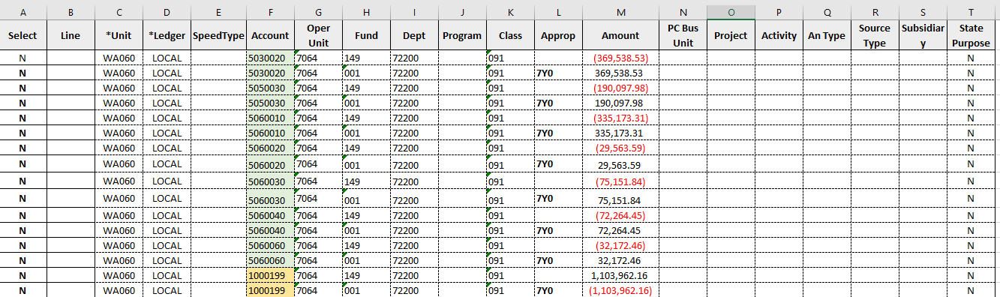 A B C D E F G H I J K L M N O P Q R S T
Select Line *Unit *Ledger SpeedType Account Oper Unit Fund Dept Program Class Approp Amount PC Bus Unit Project Activity An Type Source Type Subsidiary State Purpose
N WA060 LOCAL 5030020 7064 149 72200 091 (369,538.53) N
N WA060 LOCAL 5030020 7064 001 72200 091 7Y0 369,538.53 N
N WA060 LOCAL 5050030 7064 149 72200 091 (190,097.98) N
N WA060 LOCAL 5050030 7064 001 72200 091 7Y0 190,097.98 N
N WA060 LOCAL 5060010 7064 149 72200 091 (335,173.31) N
N WA060 LOCAL 5060010 7064 001 72200 091 7Y0 335,173.31 N
N WA060 LOCAL 5060020 7064 149 72200 091 (29,563.59) N
N WA060 LOCAL 5060020 7064 001 72200 091 7Y0 29,563.59 N
N WA060 LOCAL 5060030 7064 149 72200 091 (75,151.84) N
N WA060 LOCAL 5060030 7064 001 72200 091 7Y0 75,151.84 N
N WA060 LOCAL 5060040 7064 149 72200 091 (72,264.45) N
N WA060 LOCAL 5060040 7064 001 72200 091 7Y0 72,264.45 N
N WA060 LOCAL 5060060 7064 149 72200 091 (32,172.46) N
N WA060 LOCAL 5060060 7064 001 72200 091 7Y0 32,172.46 N
N WA060 LOCAL 1000199 7064 149 72200 091 1,103,962.16 N
N WA060 LOCAL 1000199 7064 001 72200 091 7Y0 (1,103,962.16) N